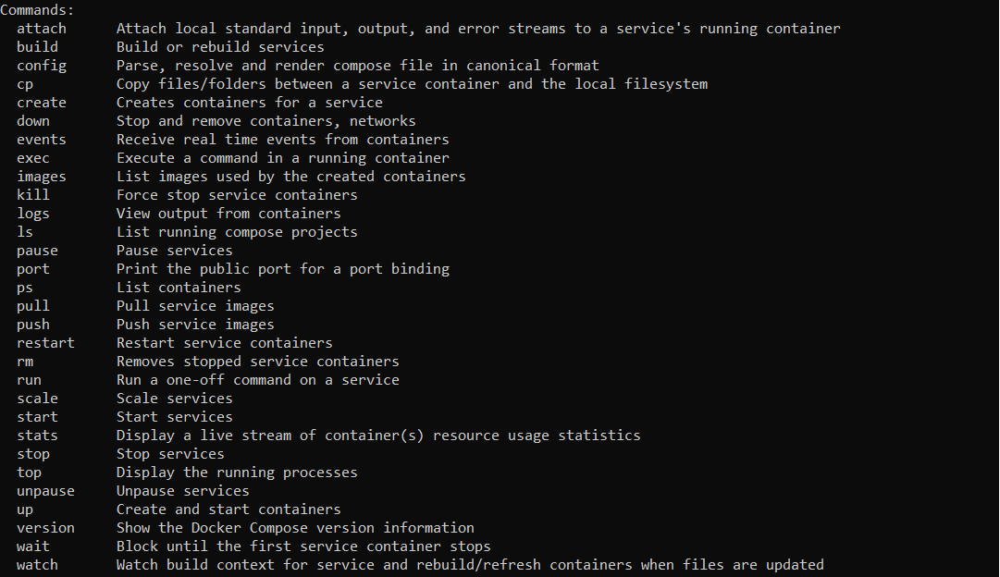 Commands:
  attach      Attach local standard input, output, and error streams to a service's running container
  build       Build or rebuild services
  config      Parse, resolve and render compose file in canonical format
  cp          Copy files/folders between a service container and the local filesystem
  create      Creates containers for a service
  down        Stop and remove containers, networks
  events      Receive real time events from containers
  exec        Execute a command in a running container
  images      List images used by the created containers
  kill        Force stop service containers
  logs        View output from containers
  ls          List running compose projects
  pause       Pause services
  port        Print the public port for a port binding
  ps          List containers
  pull        Pull service images
  push        Push service images
  restart     Restart service containers
  rm          Removes stopped service containers
  run         Run a one-off command on a service
  scale       Scale services
  start       Start services
  stats       Display a live stream of container(s) resource usage statistics
  stop        Stop services
  top         Display the running processes
  unpause     Unpause services
  up          Create and start containers
  version     Show the Docker Compose version information
  wait        Block until the first service container stops
  watch       Watch build context for service and rebuild/refresh containers when files are updated